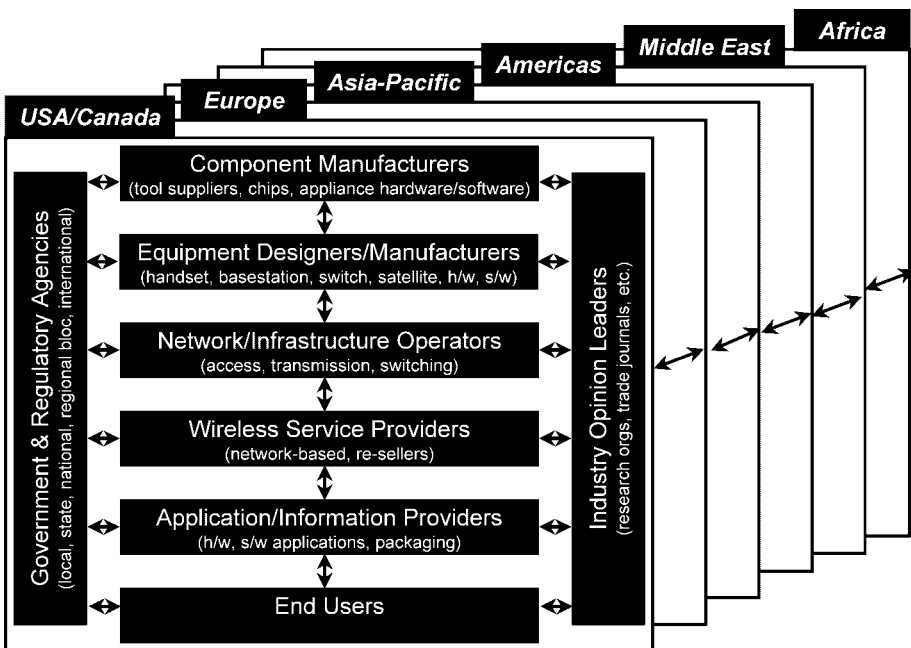 Africa
Middle East
Americas
Asia-Pacific
Europe
USA/Canada
Government & Regulatory Agencies
(local, state, national, regional bloc, international)
Component Manufacturers
(tool suppliers, chips, appliance hardware/software)
Equipment Designers/Manufacturers
(handset, basestation, switch, satellite, h/w, s/w)
Network/Infrastructure Operators
(access, transmission, switching)
Wireless Service Providers
(network-based, re-sellers)
Application/Information Providers
(h/w, s/w applications, packaging)
End Users
Industry Opinion Leaders
(research orgs, trade journals, etc.)